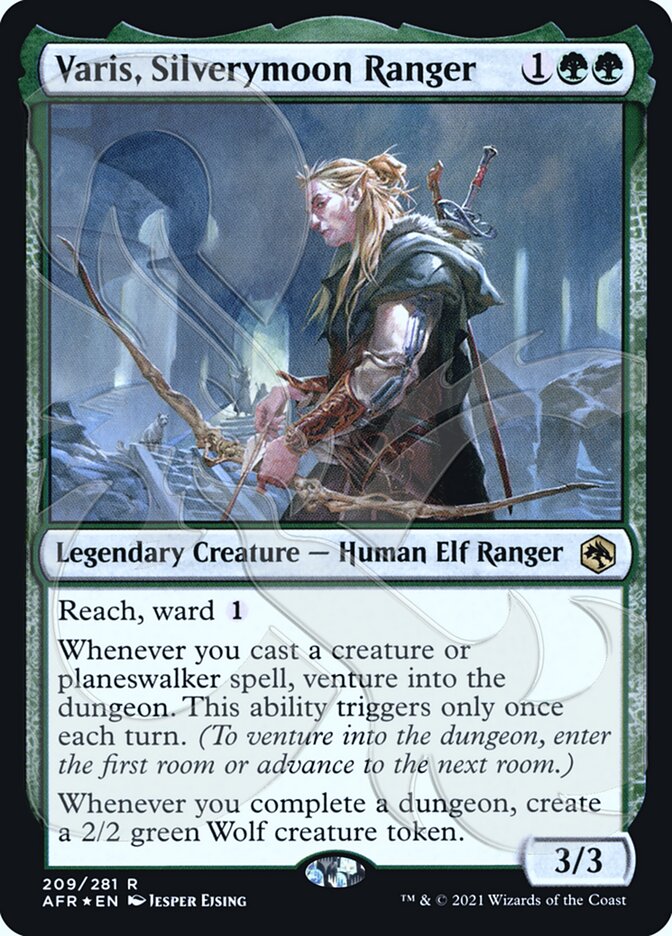 Varis, Silverymoon Ranger 1
Legendary Creature — Human Elf Ranger
Reach, ward 1
Whenever you cast a creature or
planeswalker spell, venture into the
dungeon. This ability triggers only once
each turn. (To venture into the dungeon, enter
the first room or advance to the next room.)
Whenever you complete a dungeon, create
a 2/2 green Wolf creature token.
3/3
209/281 R
AFR ★ EN Jesper Ejsing
™ & © 2021 Wizards of the Coast